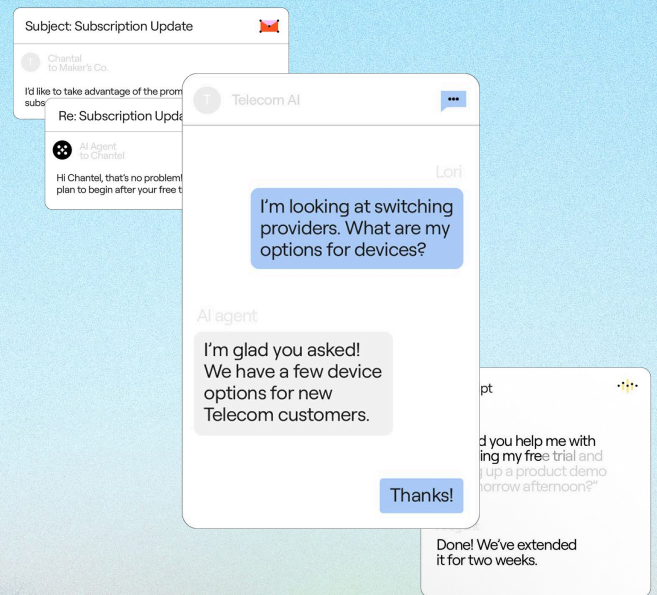 Subject: Subscription Update
T
Chantal
to Maker's Co.
I'd like to take advantage of the prom
subs
Re: Subscription Upda
AI Agent
to Chantel
Hi Chantel, that's no problem!
plan to begin after your free t
T
Telecom AI
Lori
I'm looking at switching
providers. What are my
options for devices?
AI agent
I'm glad you asked!
We have a few device
options for new
Telecom customers.
Thanks!
pt
d you help me with
ing my free trial and
g up a product demo
orrow afternoon?"
Done! We've extended
it for two weeks.